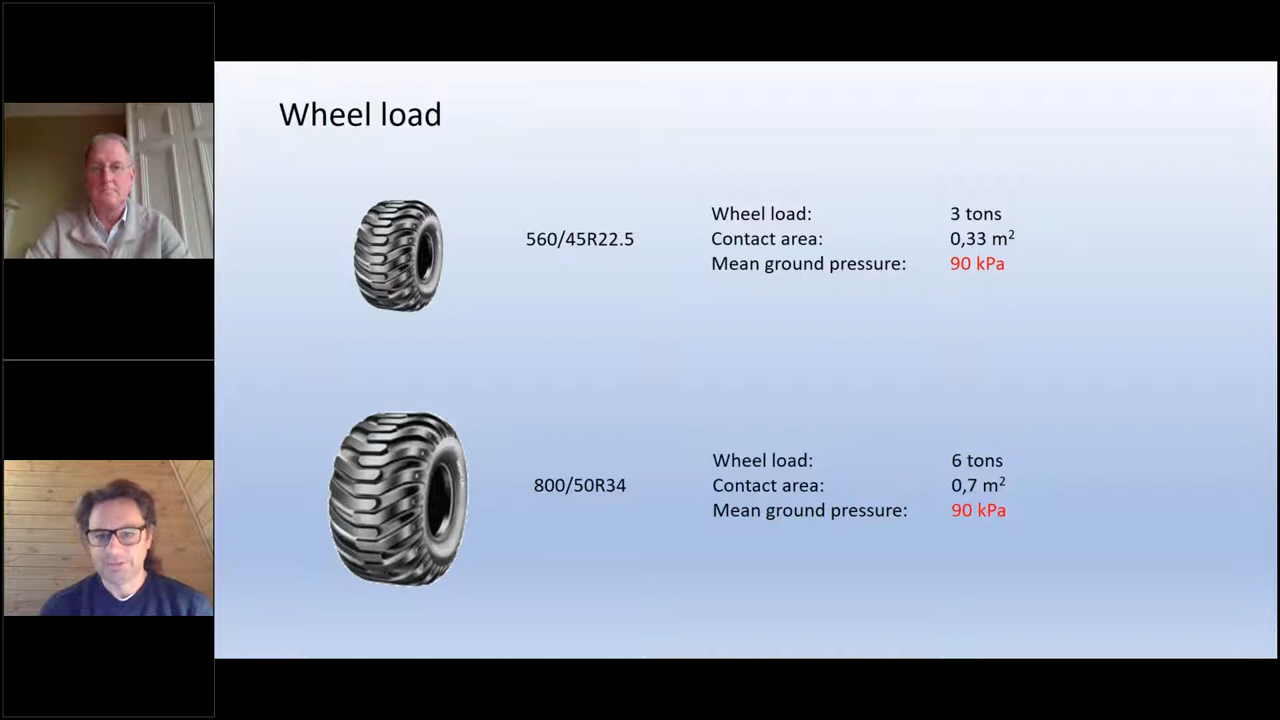 Wheel load
560/45R22.5
Wheel load: 3 tons
Contact area: 0,33 m²
Mean ground pressure: 90 kPa
800/50R34
Wheel load: 6 tons
Contact area: 0,7 m²
Mean ground pressure: 90 kPa